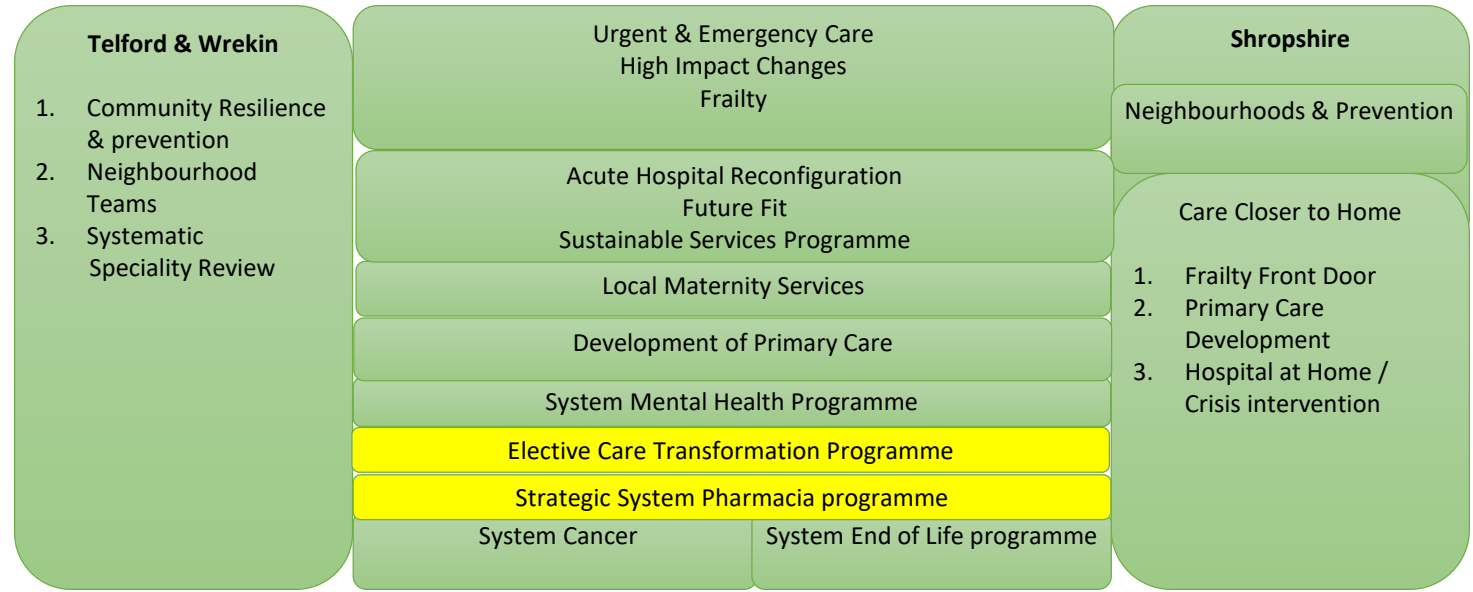 Telford & Wrekin
1. Community Resilience
& prevention
2. Neighbourhood
Teams
3. Systematic
Speciality Review
Urgent & Emergency Care
High Impact Changes
Frailty
Acute Hospital Reconfiguration
Future Fit
Sustainable Services Programme
Local Maternity Services
Development of Primary Care
System Mental Health Programme
Elective Care Transformation Programme
Strategic System Pharmacia programme
System Cancer
System End of Life programme
Shropshire
Neighbourhoods & Prevention
Care Closer to Home
1. Frailty Front Door
2. Primary Care
Development
3. Hospital at Home /
Crisis intervention